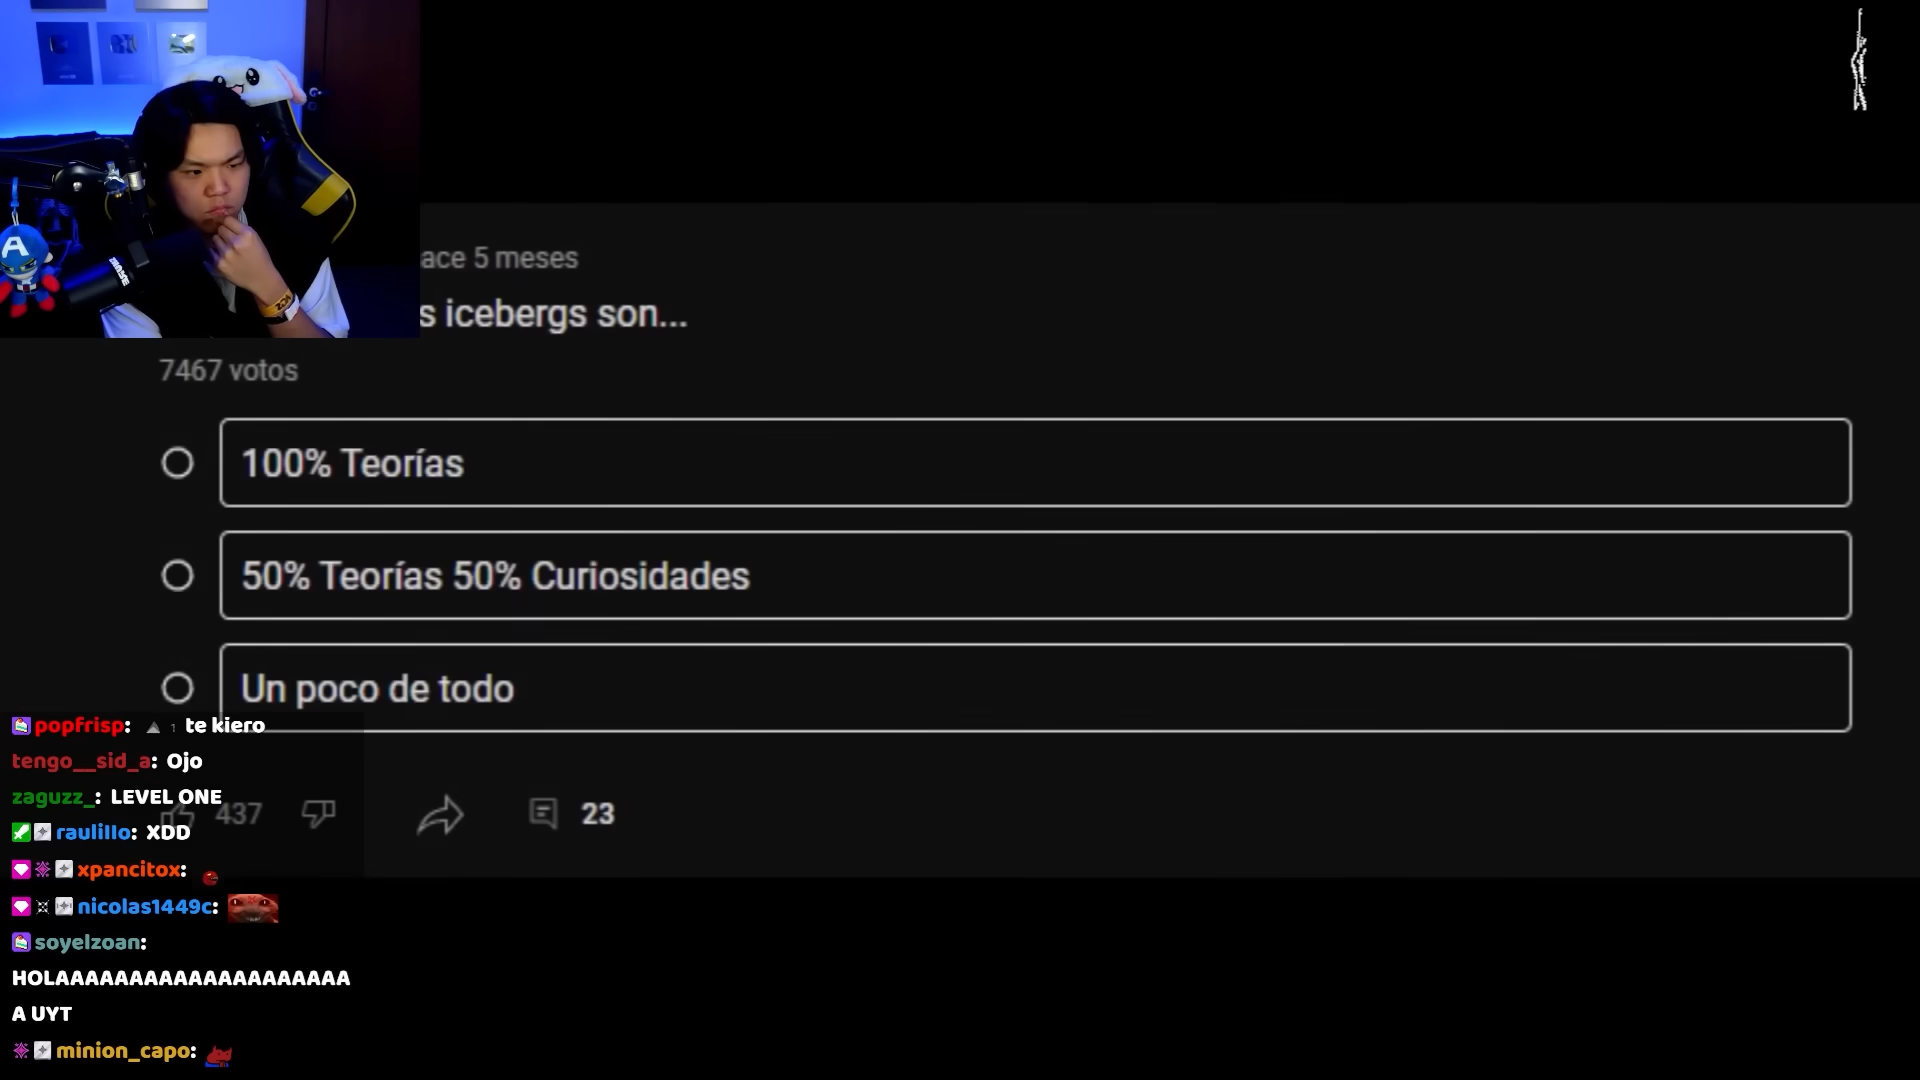 ace 5 meses
s icebergs son...
7467 votos
100% Teorías
50% Teorías 50% Curiosidades
Un poco de todo
437
23
popfrisp: 1 te kiero
tengo__sid_a: Ojo
zaguzz_: LEVEL ONE
raulillo: XDD
xpancitox:
nicolas1449c:
soyelzoan:
HOLAAAAAAAAAAAAAAAAAAAA
A UYT
minion_capo:
A